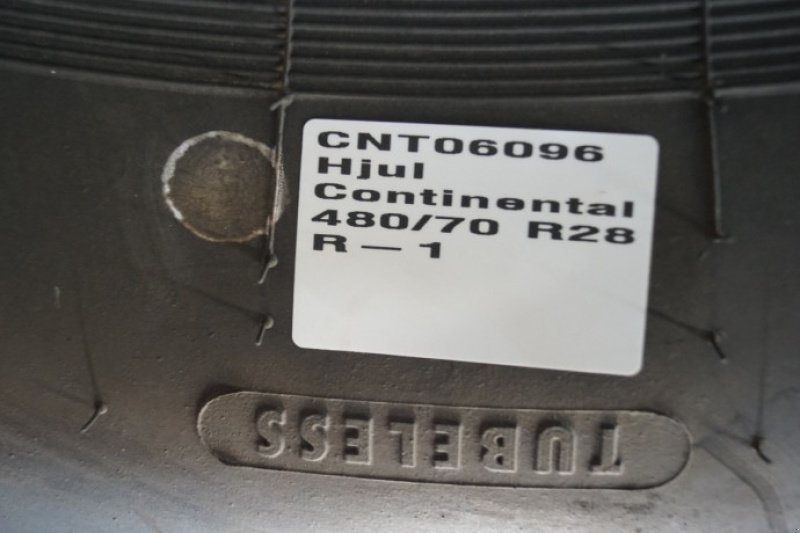 CNT06096
Hjul
Continental
480/70 R28
R-1
TUBELESS